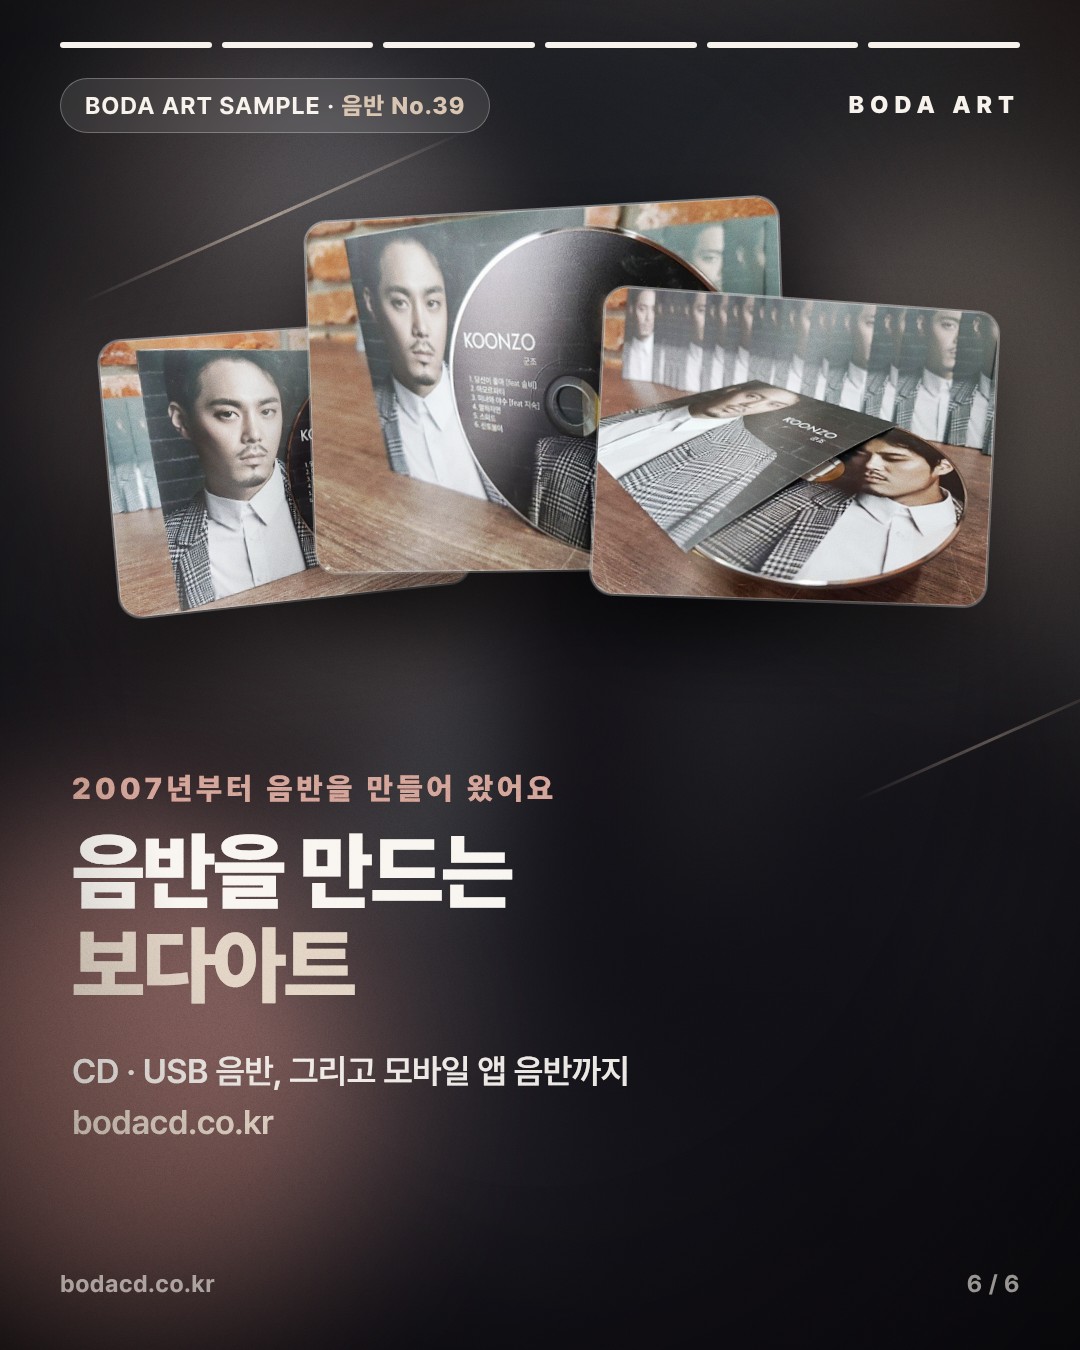 BODA ART SAMPLE · 음반 No.39
BODA ART
KOONZO
군조
KOONZO
군조
2007년부터 음반을 만들어 왔어요
음반을 만드는
보다아트
CD · USB 음반, 그리고 모바일 앱 음반까지
bodacd.co.kr
bodacd.co.kr
6 / 6